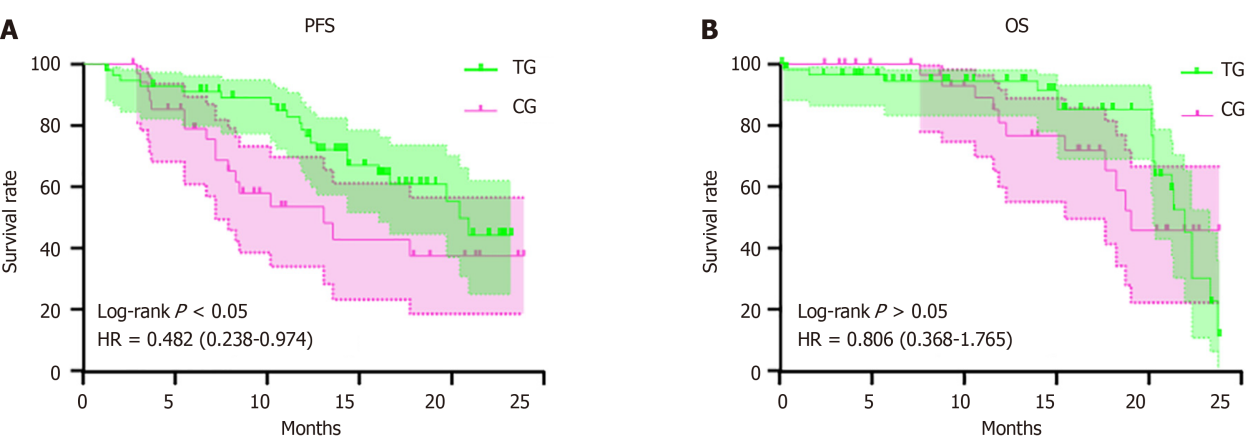 A
PFS
100
80
60
40
20
0
Survival rate
TG
CG
Log-rank P < 0.05
HR = 0.482 (0.238-0.974)
0 5 10 15 20 25
Months
B
OS
100
80
60
40
20
0
Survival rate
TG
CG
Log-rank P > 0.05
HR = 0.806 (0.368-1.765)
0 5 10 15 20 25
Months